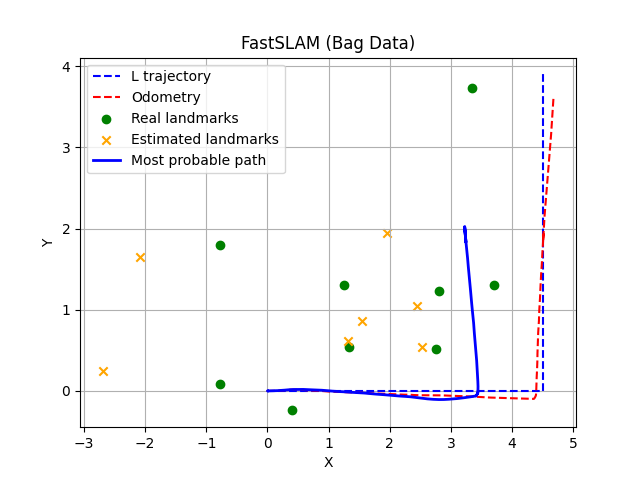 FastSLAM (Bag Data)
L trajectory
Odometry
Real landmarks
Estimated landmarks
Most probable path
4
3
2
1
0
Y
−3 −2 −1 0 1 2 3 4 5
X